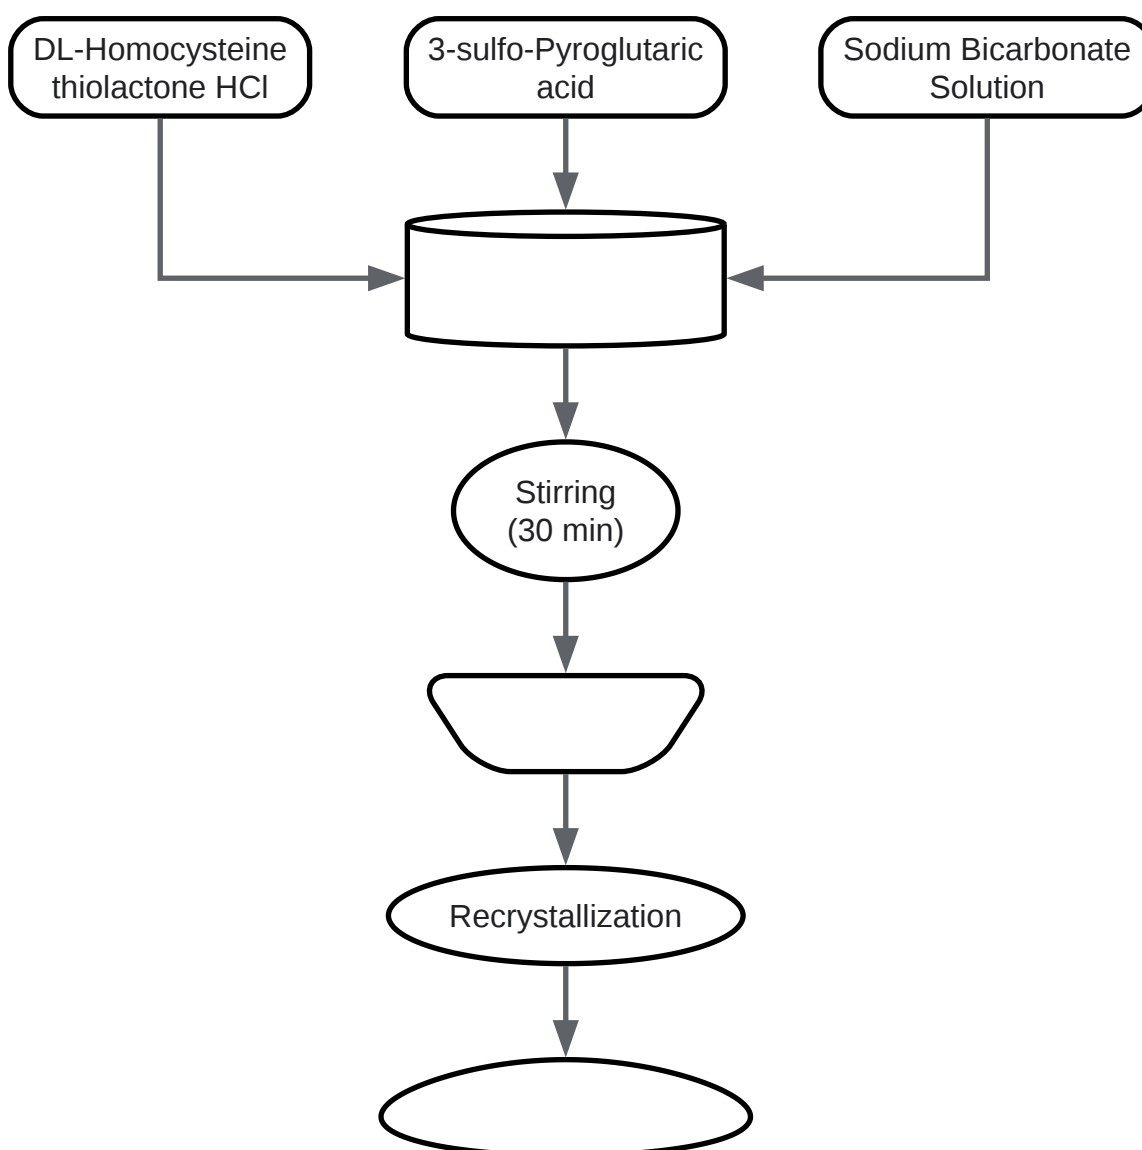 DL-Homocysteine
thiolactone HCl
3-sulfo-Pyroglutaric
acid
Sodium Bicarbonate
Solution
Stirring
(30 min)
Recrystallization